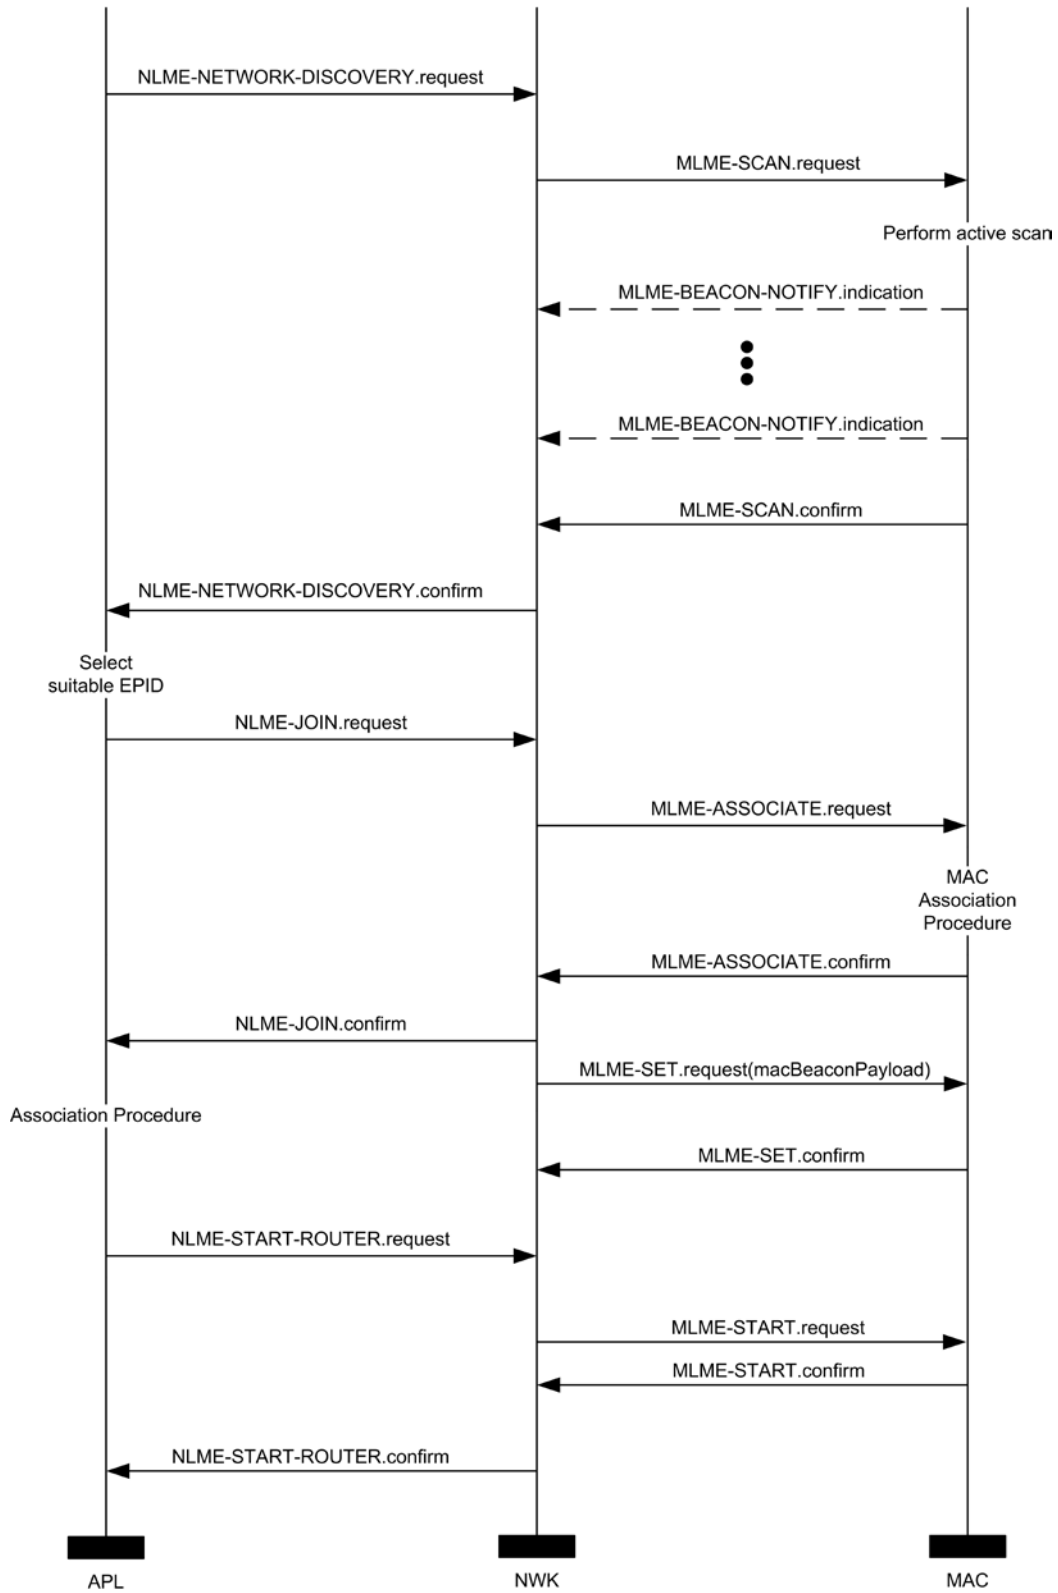 NLME-NETWORK-DISCOVERY.request
MLME-SCAN.request
Perform active scan
MLME-BEACON-NOTIFY.indication
MLME-BEACON-NOTIFY.indication
MLME-SCAN.confirm
NLME-NETWORK-DISCOVERY.confirm
Select
suitable EPID
NLME-JOIN.request
MLME-ASSOCIATE.request
MAC
Association
Procedure
MLME-ASSOCIATE.confirm
NLME-JOIN.confirm
MLME-SET.request(macBeaconPayload)
Association Procedure
MLME-SET.confirm
NLME-START-ROUTER.request
MLME-START.request
MLME-START.confirm
NLME-START-ROUTER.confirm
APL
NWK
MAC